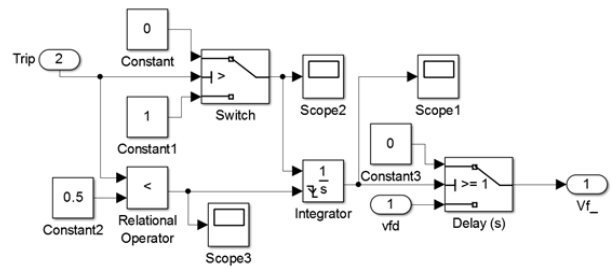 0
Constant
Trip
2
>
Switch
Scope2
Scope1
1
Constant1
0.5
Constant2
<
Relational
Operator
Scope3
1
s
Integrator
0
Constant3
1
vfd
>= 1
Delay (s)
1
Vf_